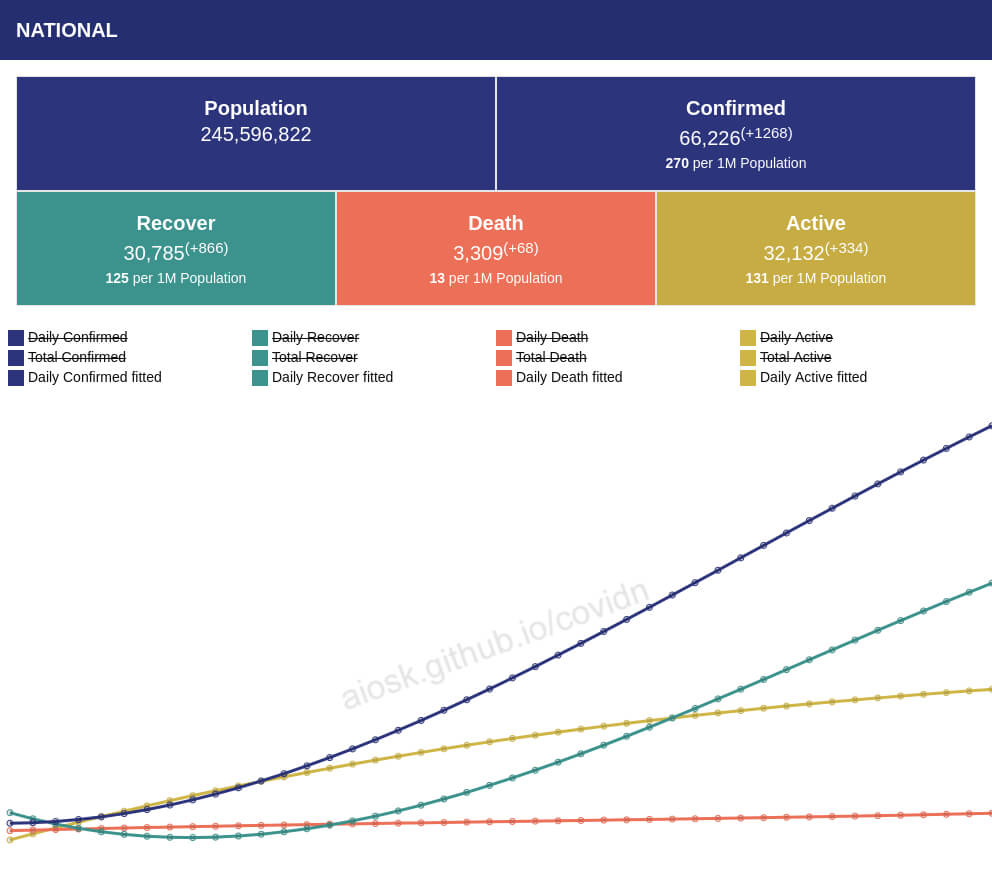 NATIONAL
Population
245,596,822
Confirmed
66,226(+1268)
270 per 1M Population
Recover
30,785(+866)
125 per 1M Population
Death
3,309(+68)
13 per 1M Population
Active
32,132(+334)
131 per 1M Population
Daily Confirmed
Total Confirmed
Daily Confirmed fitted
Daily Recover
Total Recover
Daily Recover fitted
Daily Death
Total Death
Daily Death fitted
Daily Active
Total Active
Daily Active fitted
aiosk.github.io/covidn